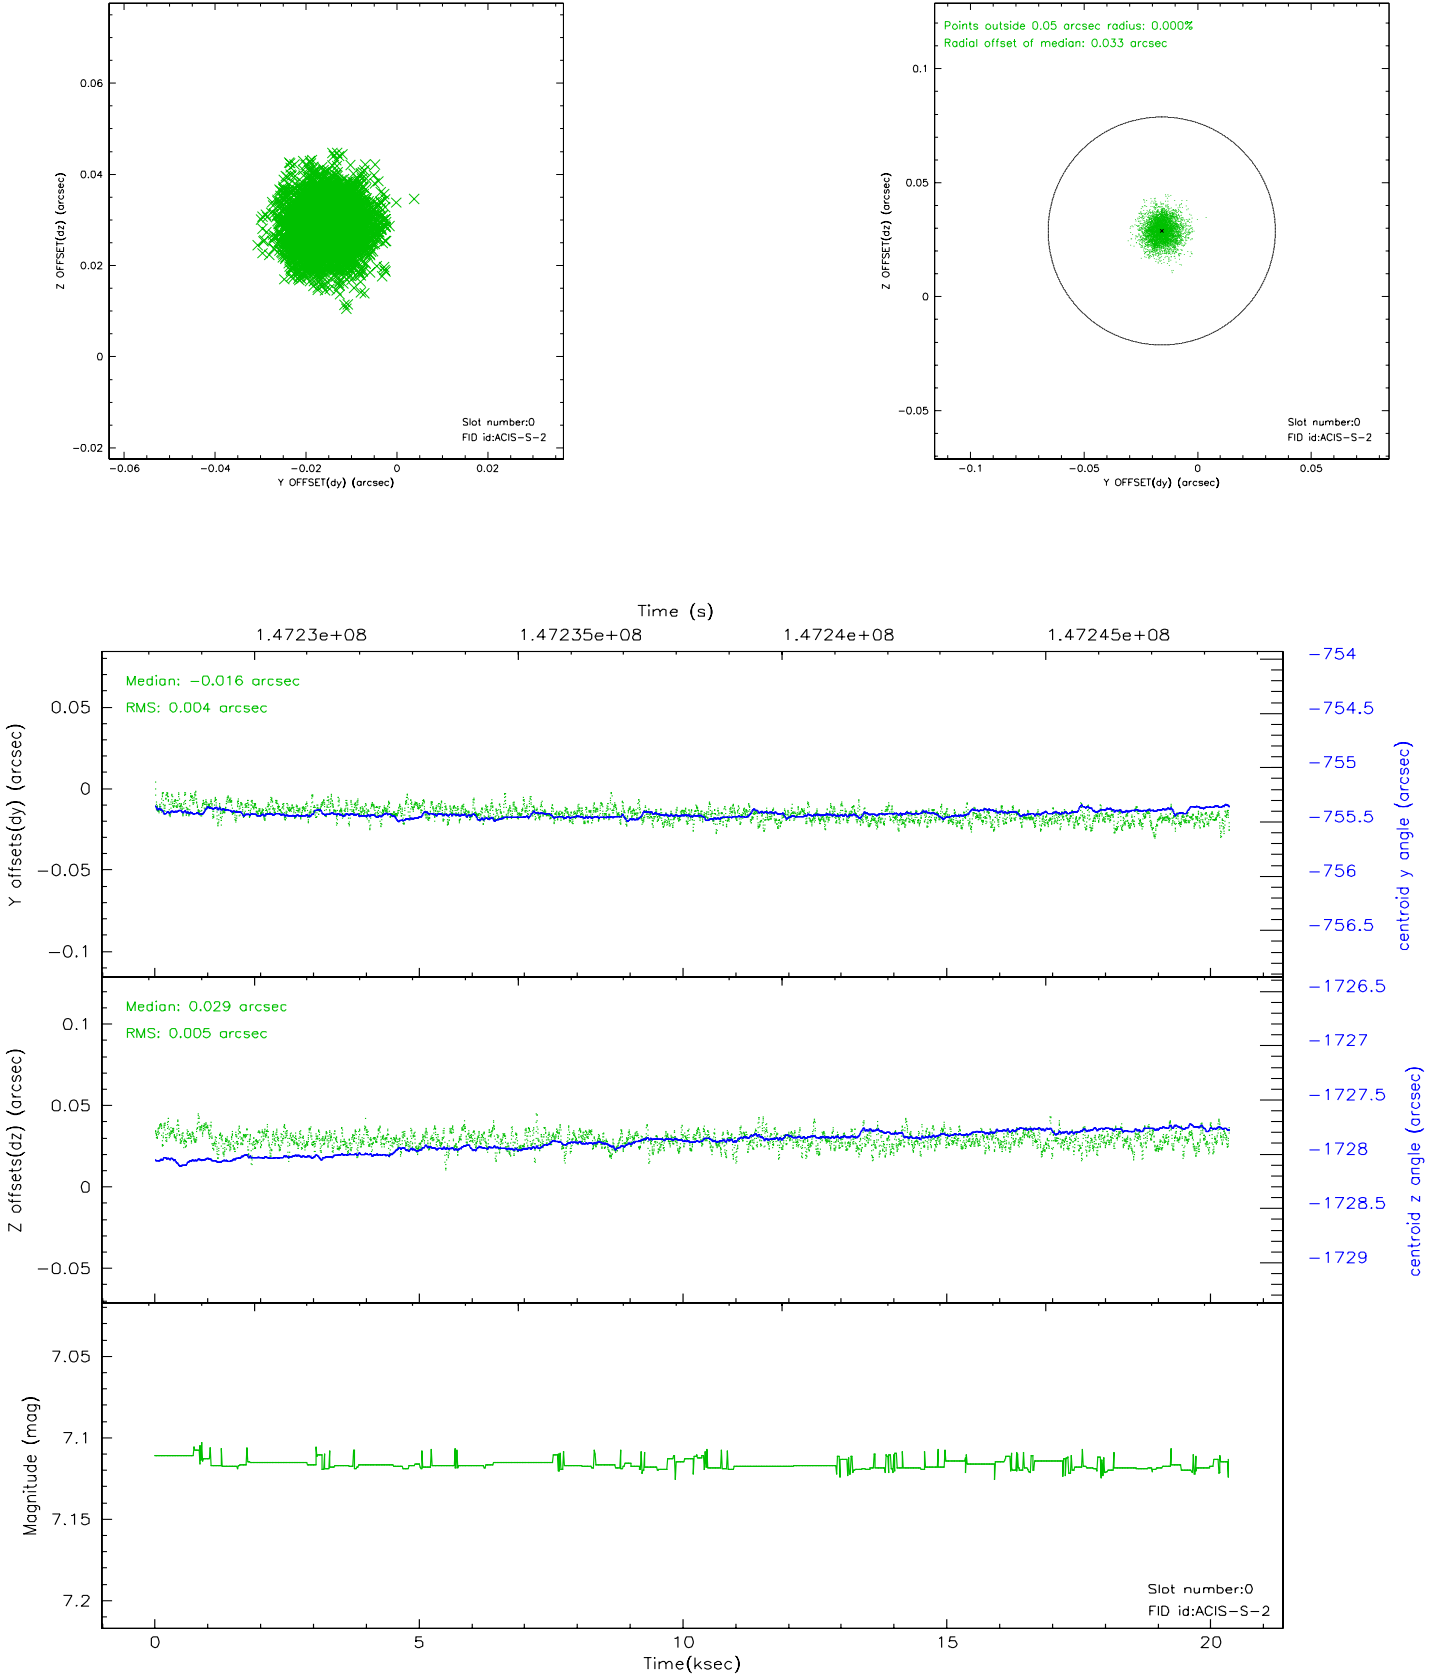 0.06
0.04
0.02
0
−0.02
Z OFFSET(dz) (arcsec)
Slot number:0
FID id:ACIS−S−2
−0.06 −0.04 −0.02 0 0.02
Y OFFSET(dy) (arcsec)
Points outside 0.05 arcsec radius: 0.000%
Radial offset of median: 0.033 arcsec
0.1
0.05
0
−0.05
Z OFFSET(dz) (arcsec)
Slot number:0
FID id:ACIS−S−2
−0.1 −0.05 0 0.05
Y OFFSET(dy) (arcsec)
Time (s)
1.4723e+08 1.47235e+08 1.4724e+08 1.47245e+08
Median: −0.016 arcsec
RMS: 0.004 arcsec
0.05
0
−0.05
−0.1
Y offsets(dy) (arcsec)
−754
−754.5
−755
−755.5
−756
−756.5
centroid y angle (arcsec)
Median: 0.029 arcsec
RMS: 0.005 arcsec
0.1
0.05
0
−0.05
Z offsets(dz) (arcsec)
−1726.5
−1727
−1727.5
−1728
−1728.5
−1729
centroid z angle (arcsec)
7.05
7.1
7.15
7.2
Magnitude (mag)
Slot number:0
FID id:ACIS−S−2
0 5 10 15 20
Time(ksec)